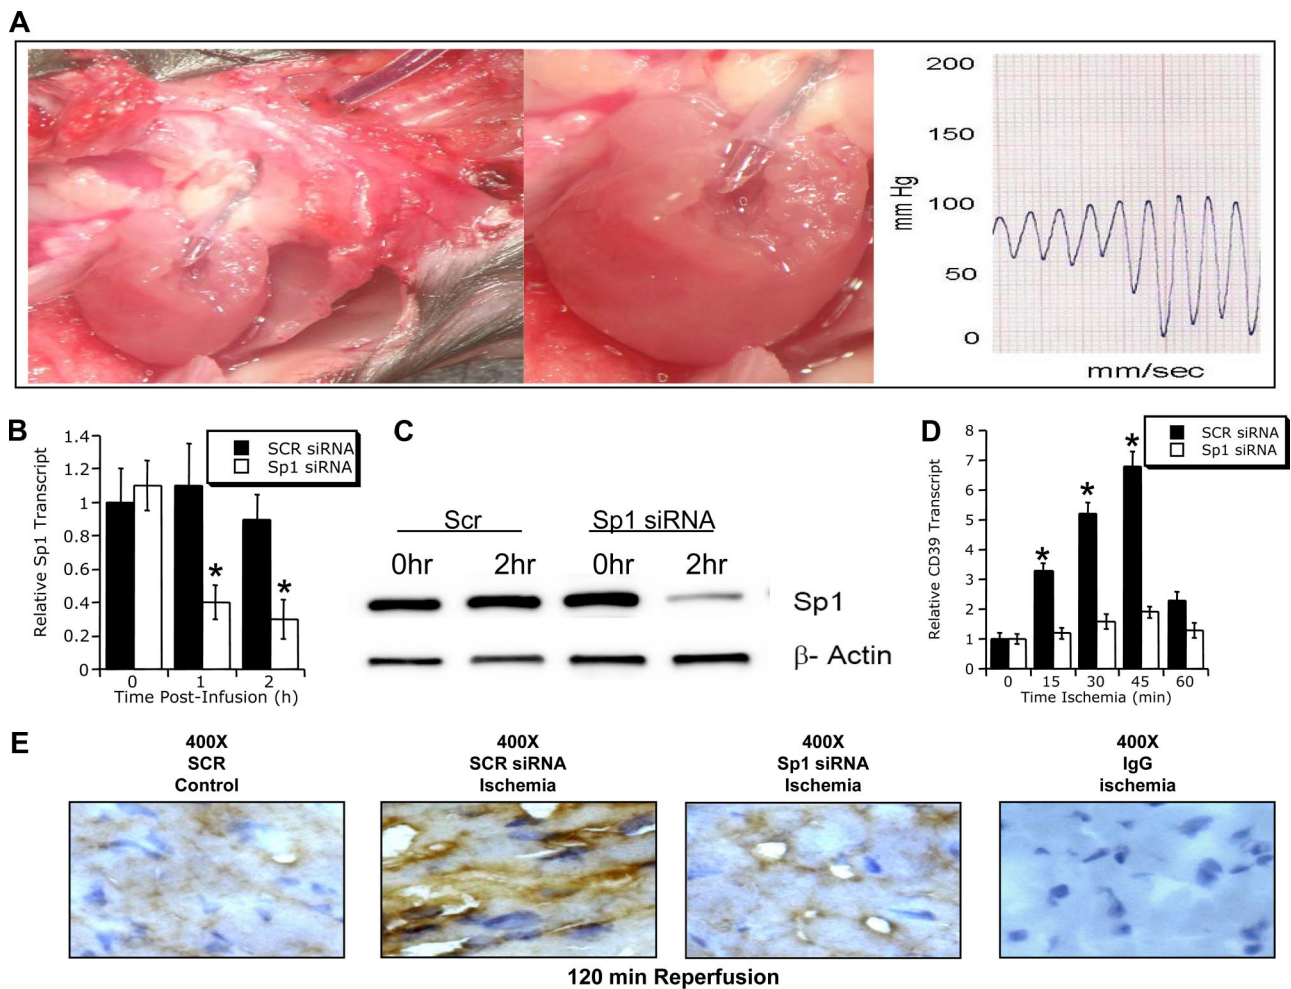 A
200
150
100
50
0
mm Hg
mm/sec
B
1.4
1.2
1
0.8
0.6
0.4
0.2
0
Relative Sp1 Transcript
SCR siRNA
Sp1 siRNA
*
*
0 1 2
Time Post-Infusion (h)
C
Scr Sp1 siRNA
0hr 2hr 0hr 2hr
Sp1
β- Actin
D
8
7
6
5
4
3
2
1
0
Relative CD39 Transcript
SCR siRNA
Sp1 siRNA
*
*
*
0 15 30 45 60
Time Ischemia (min)
E
400X
SCR
Control
400X
SCR siRNA
Ischemia
400X
Sp1 siRNA
Ischemia
400X
IgG
ischemia
120 min Reperfusion